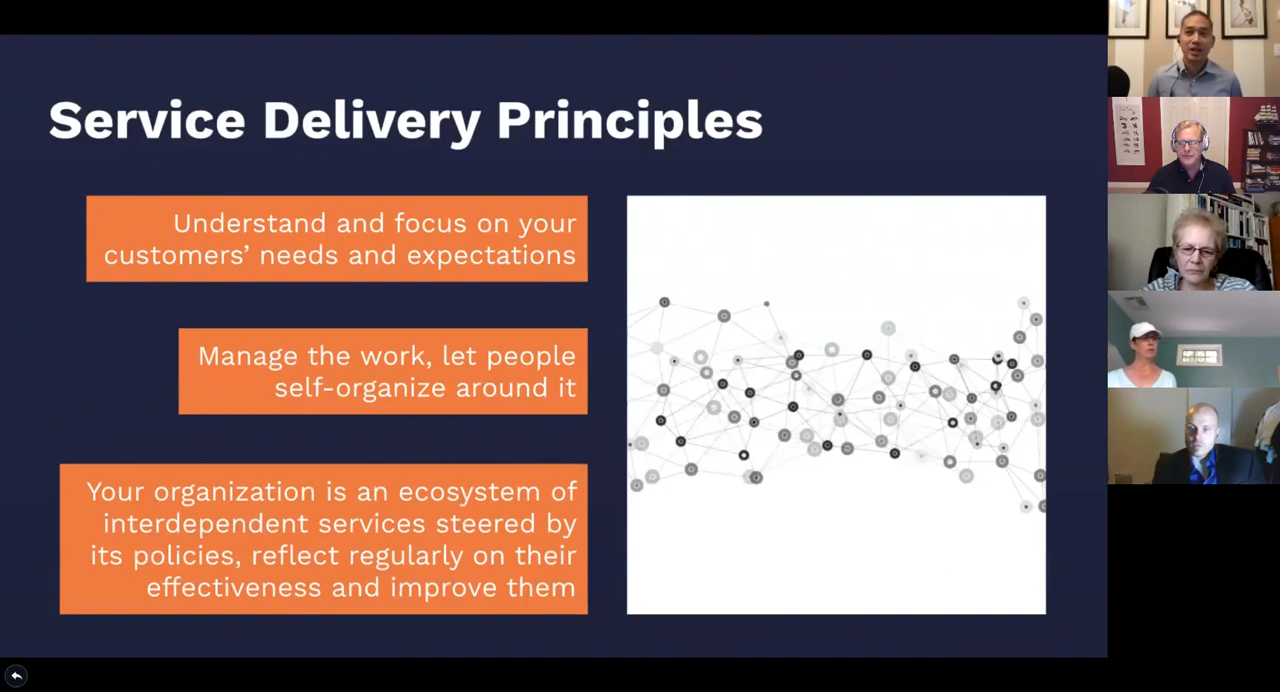 Service Delivery Principles
Understand and focus on your
customers’ needs and expectations
Manage the work, let people
self-organize around it
Your organization is an ecosystem of
interdependent services steered by
its policies, reflect regularly on their
effectiveness and improve them